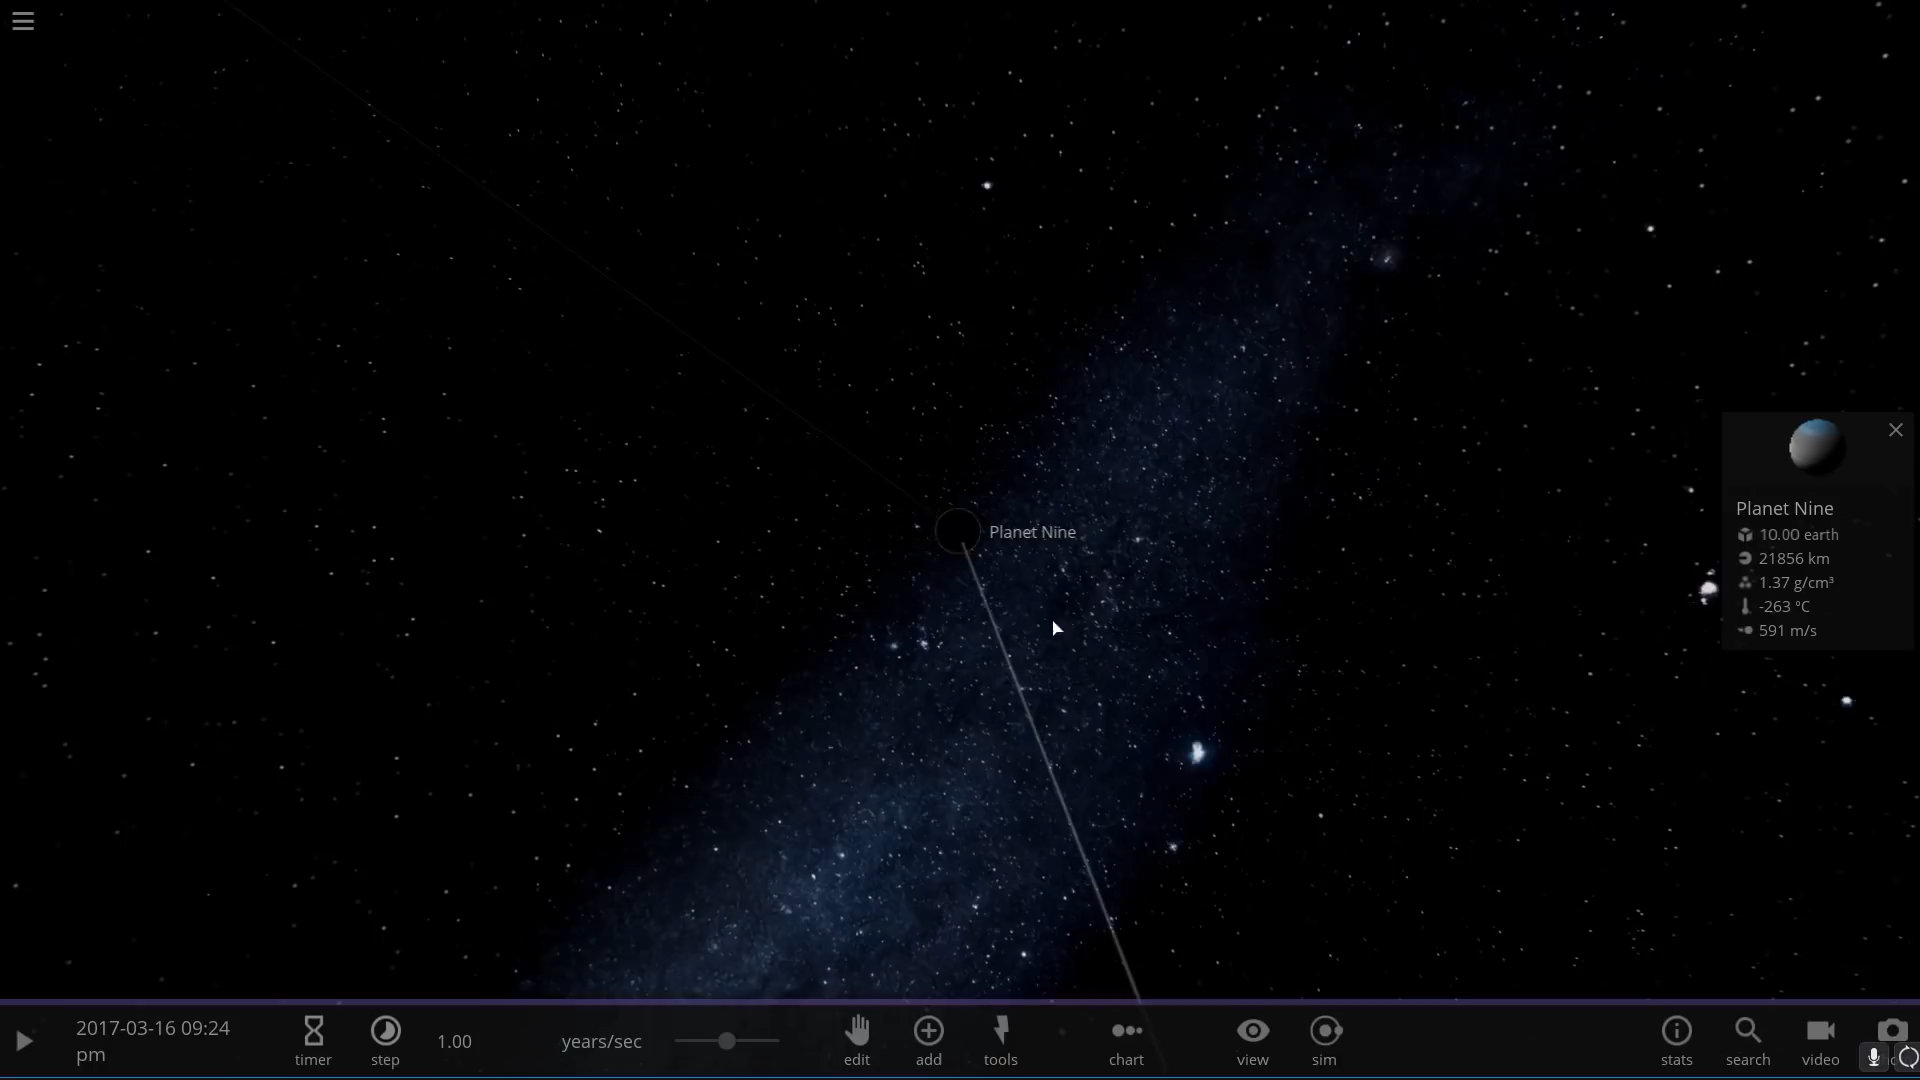 Planet Nine
Planet Nine
10.00 earth
21856 km
1.37 g/cm³
-263 °C
591 m/s
2017-03-16 09:24
pm
timer
step
1.00
years/sec
edit
add
tools
chart
view
sim
stats
search
video